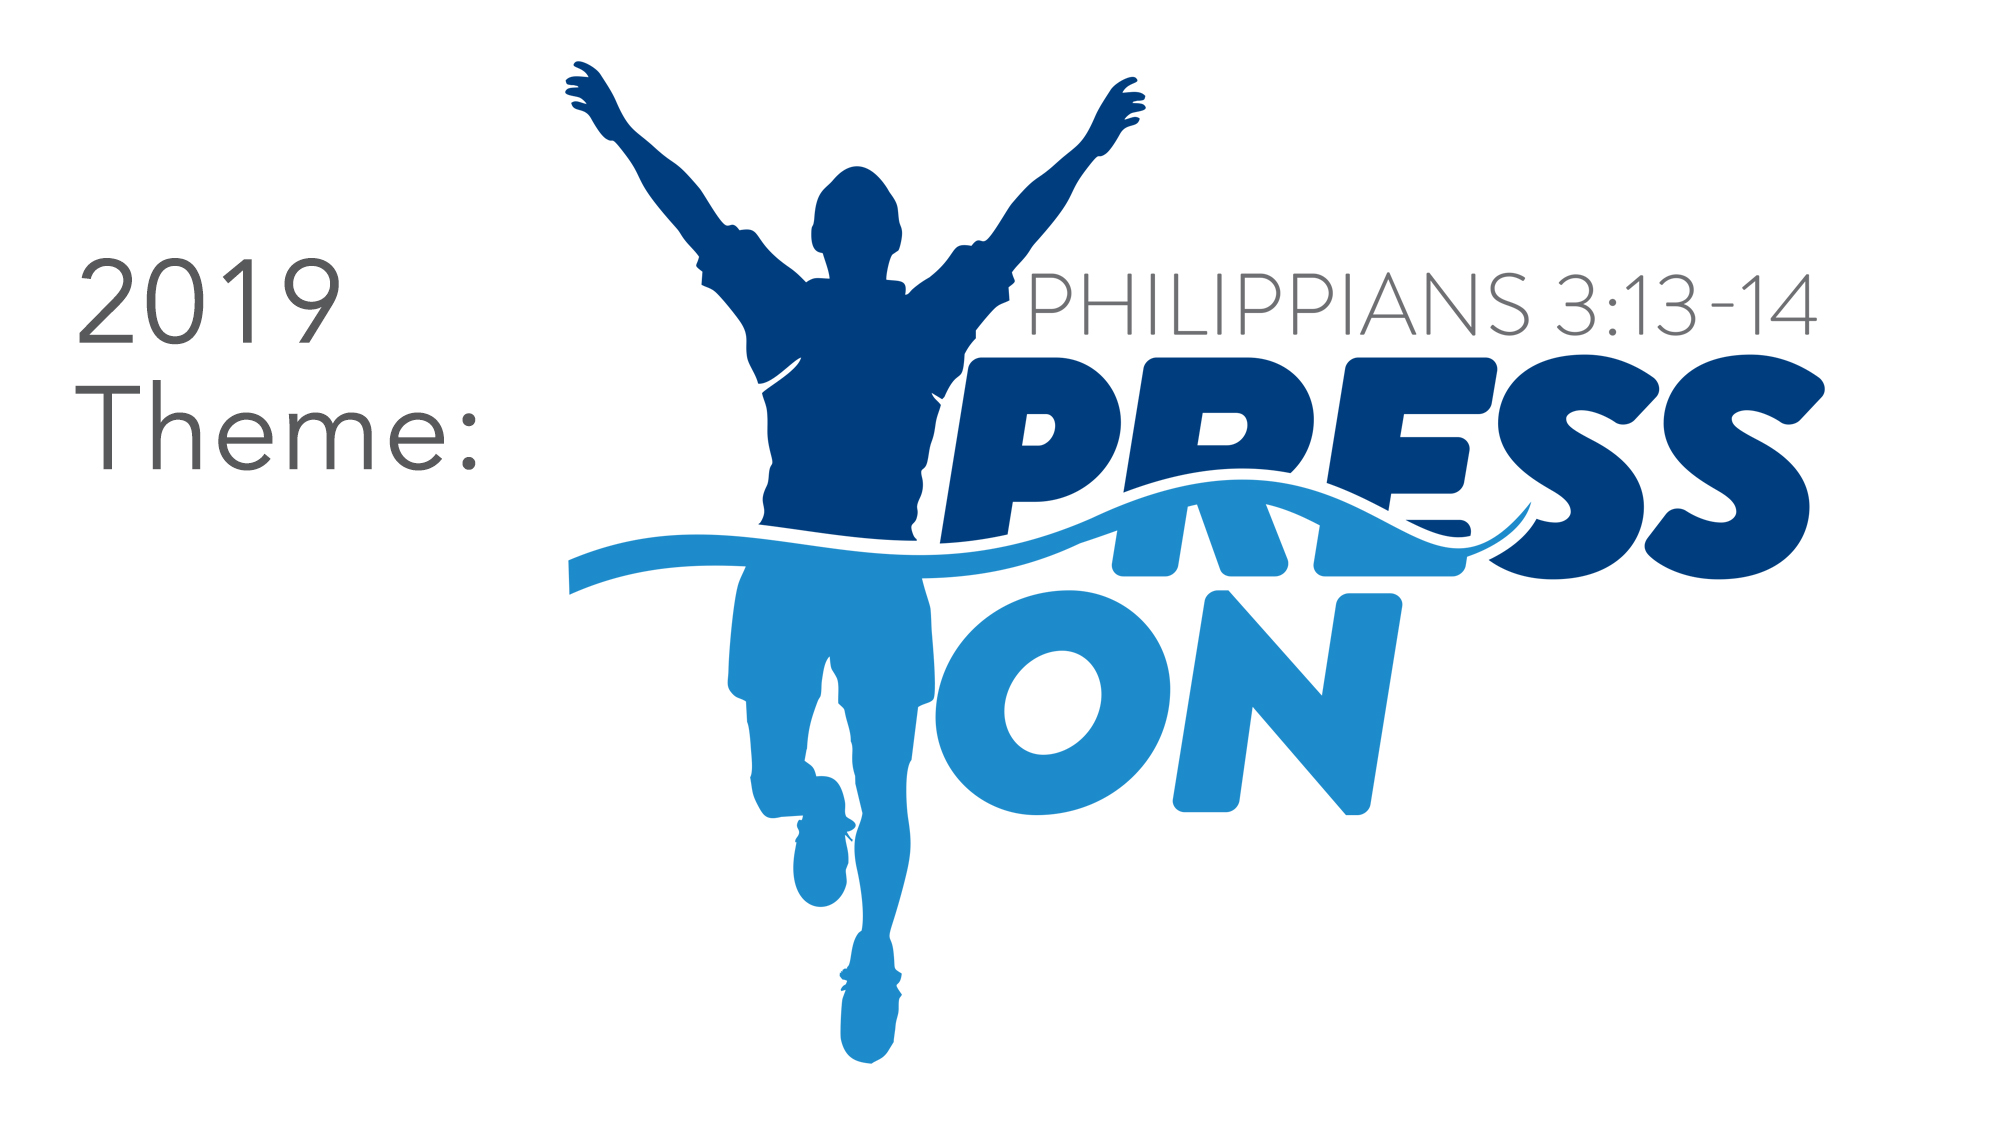 2019
Theme:
PHILIPPIANS 3:13-14
PRESS
ON